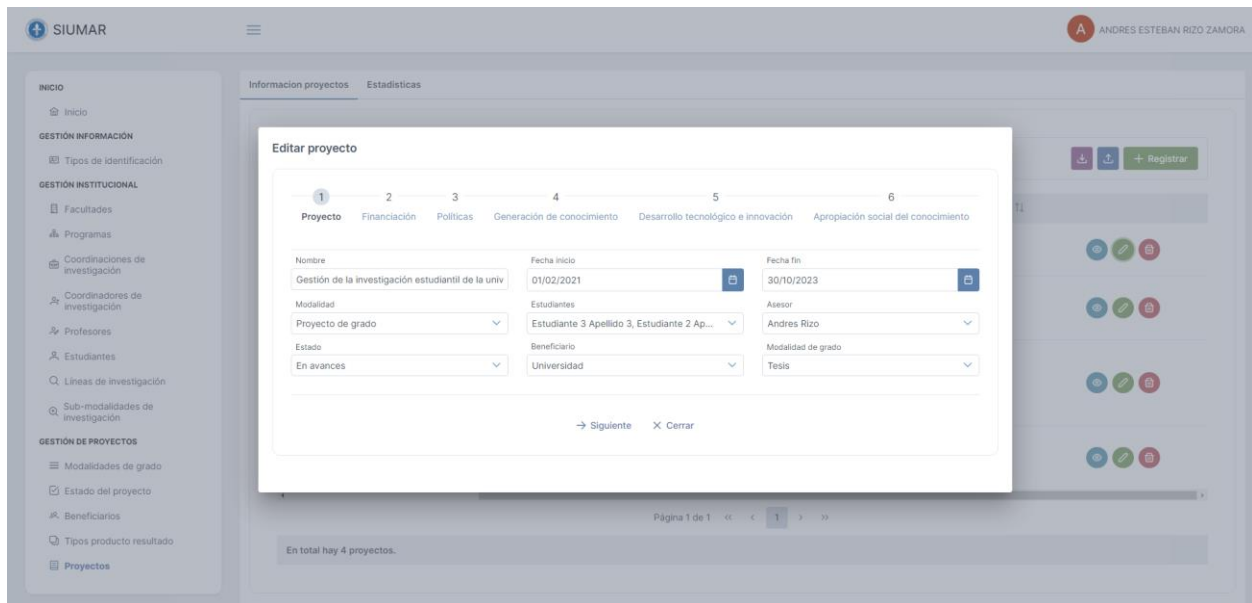 SIUMAR
A ANDRES ESTEBAN RIZO ZAMORA
INICIO
Inicio
GESTIÓN INFORMACIÓN
Tipos de identificación
GESTIÓN INSTITUCIONAL
Facultades
Programas
Coordinaciones de
investigación
Coordinadores de
investigación
Profesores
Estudiantes
Líneas de investigación
Sub-modalidades de
investigación
GESTIÓN DE PROYECTOS
Modalidades de grado
Estado del proyecto
Beneficiarios
Tipos producto resultado
Proyectos
Informacion proyectos Estadisticas
+ Registrar
Editar proyecto
1 2 3 4 5 6
Proyecto Financiación Políticas Generación de conocimiento Desarrollo tecnológico e innovación Apropiación social del conocimiento
Nombre Fecha inicio Fecha fin
Gestión de la investigación estudiantil de la univ 01/02/2021 30/10/2023
Modalidad Estudiantes Asesor
Proyecto de grado Estudiante 3 Apellido 3, Estudiante 2 Ap... Andres Rizo
Estado Beneficiario Modalidad de grado
En avances Universidad Tesis
→ Siguiente X Cerrar
Página 1 de 1 « < 1 > »
En total hay 4 proyectos.